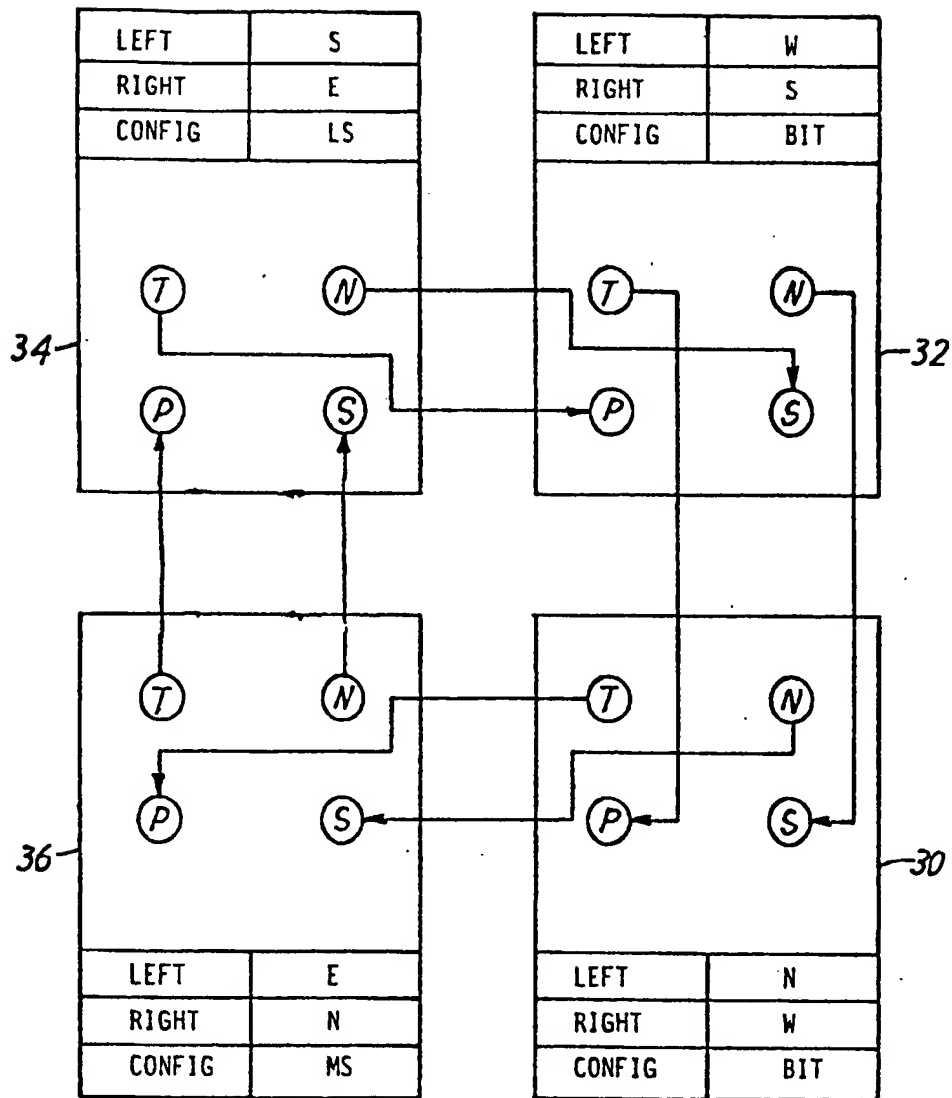 LEFT S
RIGHT E
CONFIG LS
LEFT W
RIGHT S
CONFIG BIT
T N
P S
34
T N
P S
32
T N
P S
36
T N
P S
30
LEFT E
RIGHT N
CONFIG MS
LEFT N
RIGHT W
CONFIG BIT